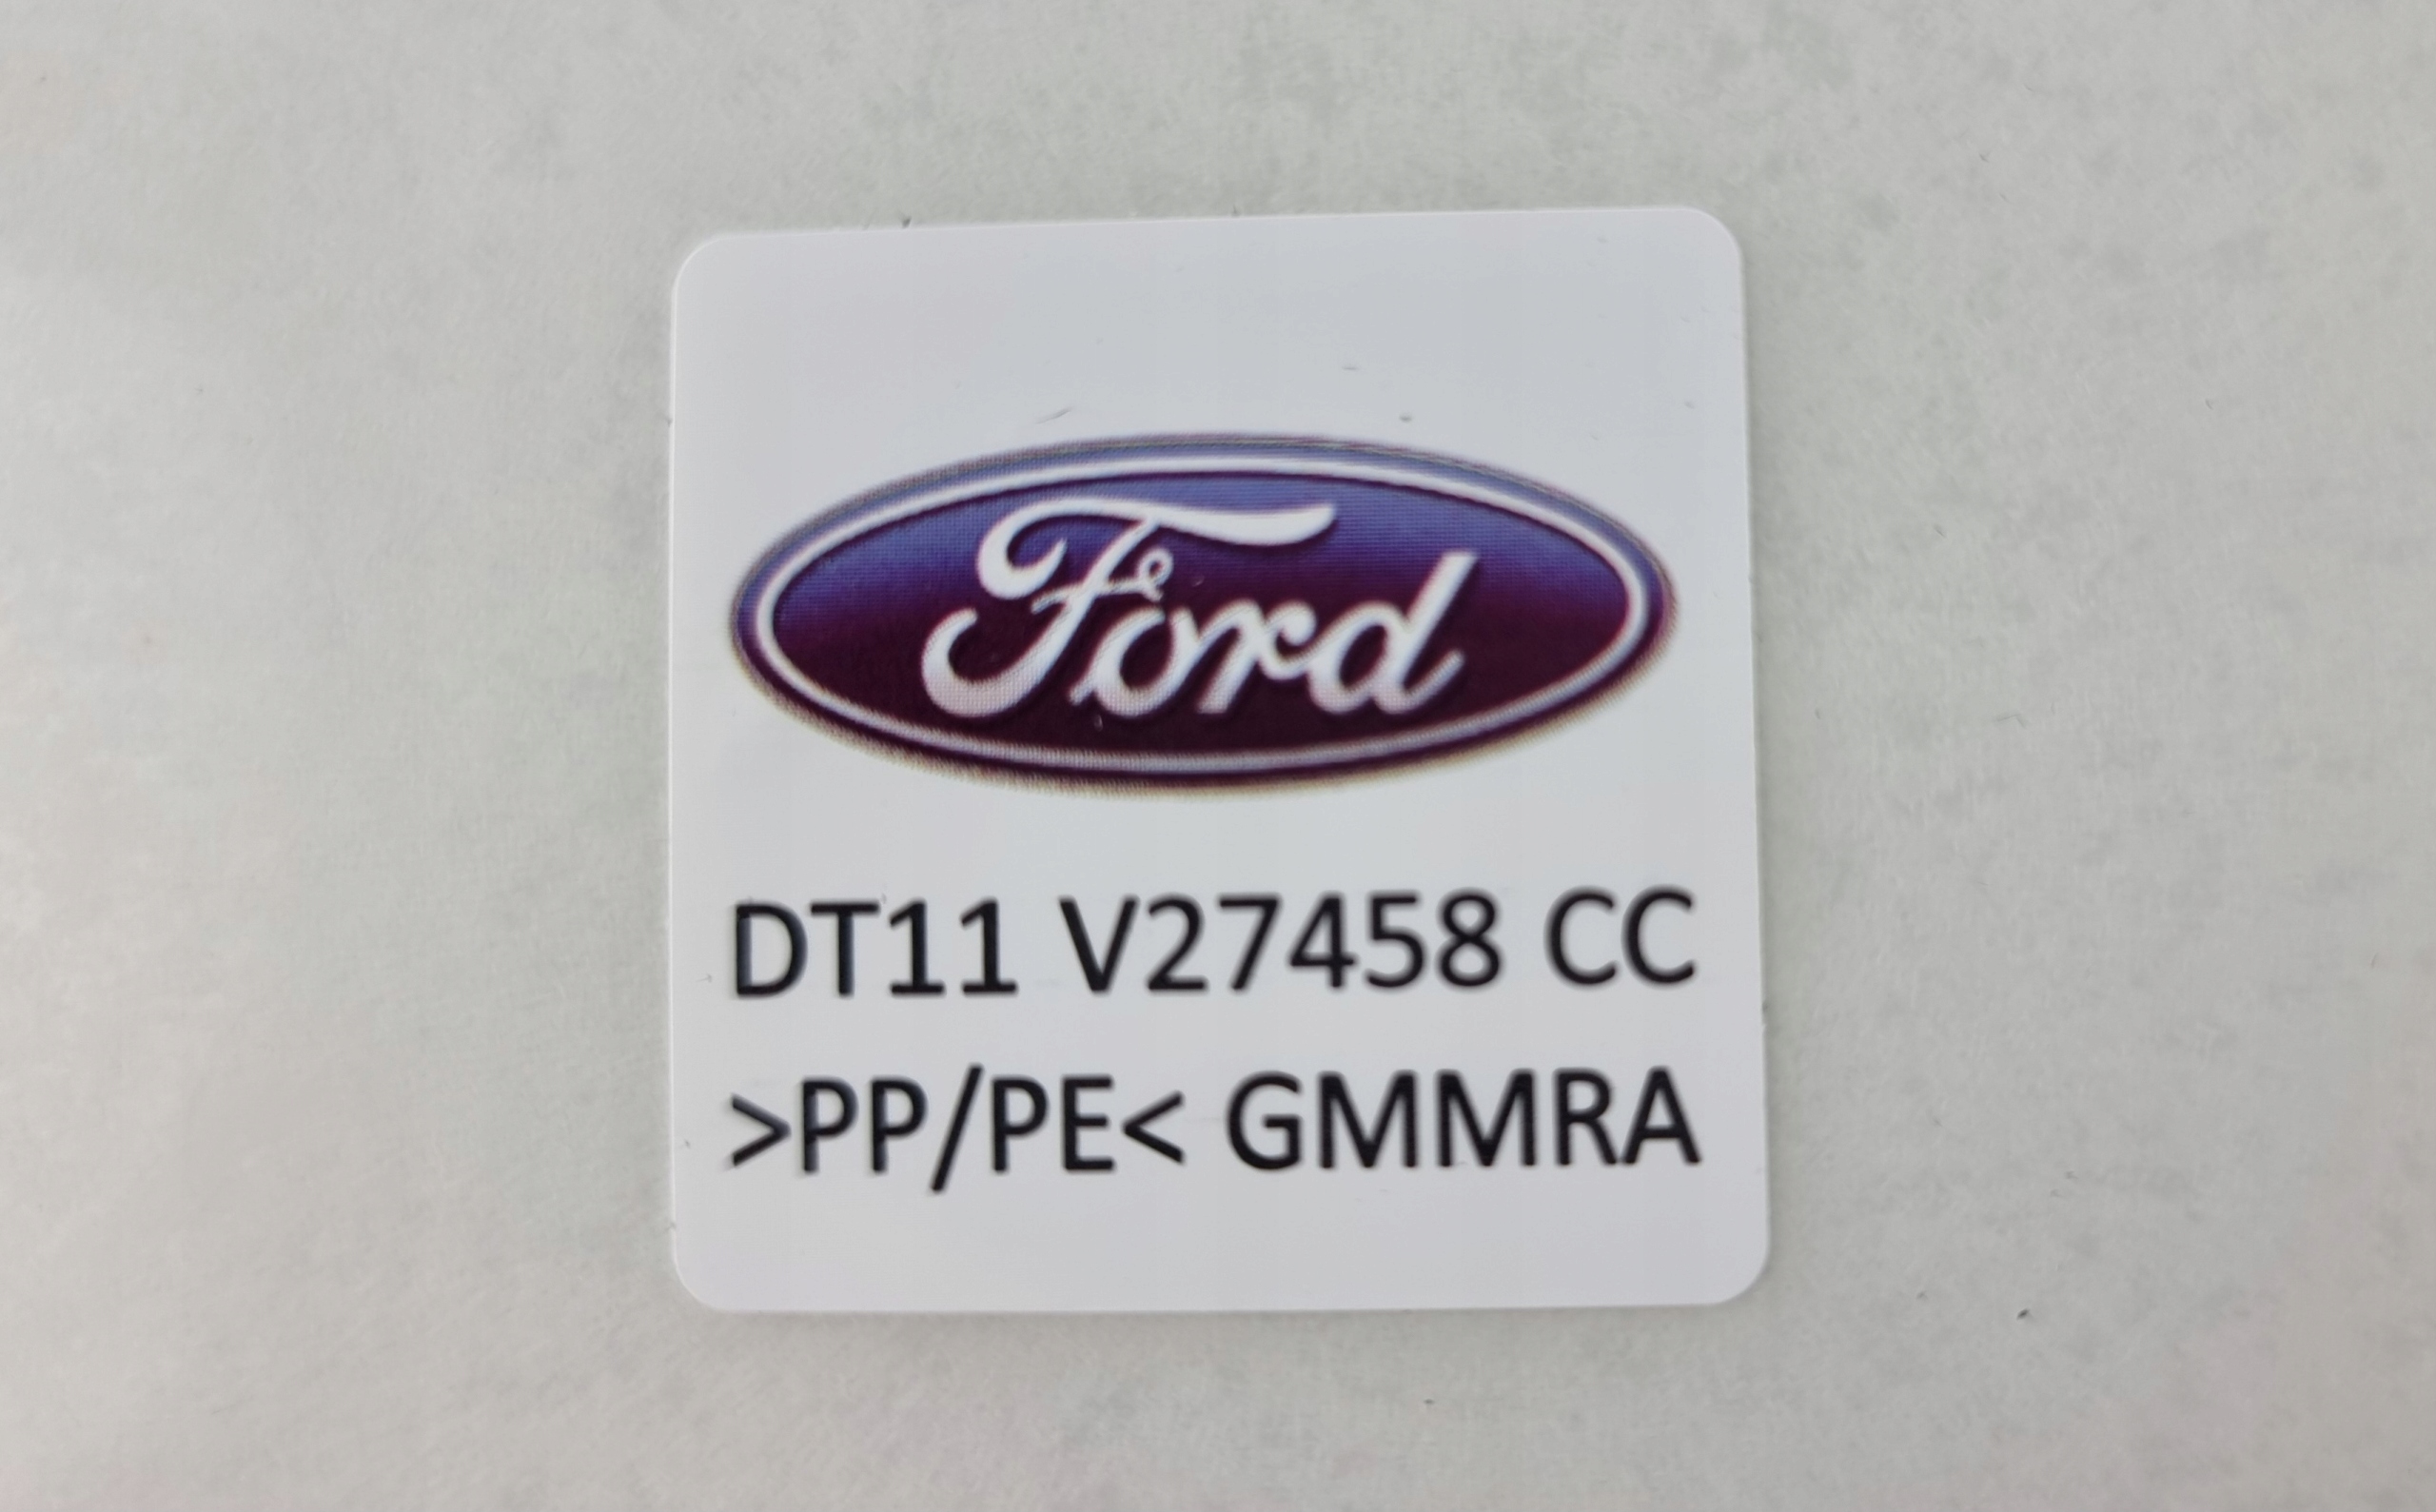 Ford
DT11 V27458 CC
>PP/PE< GMMRA